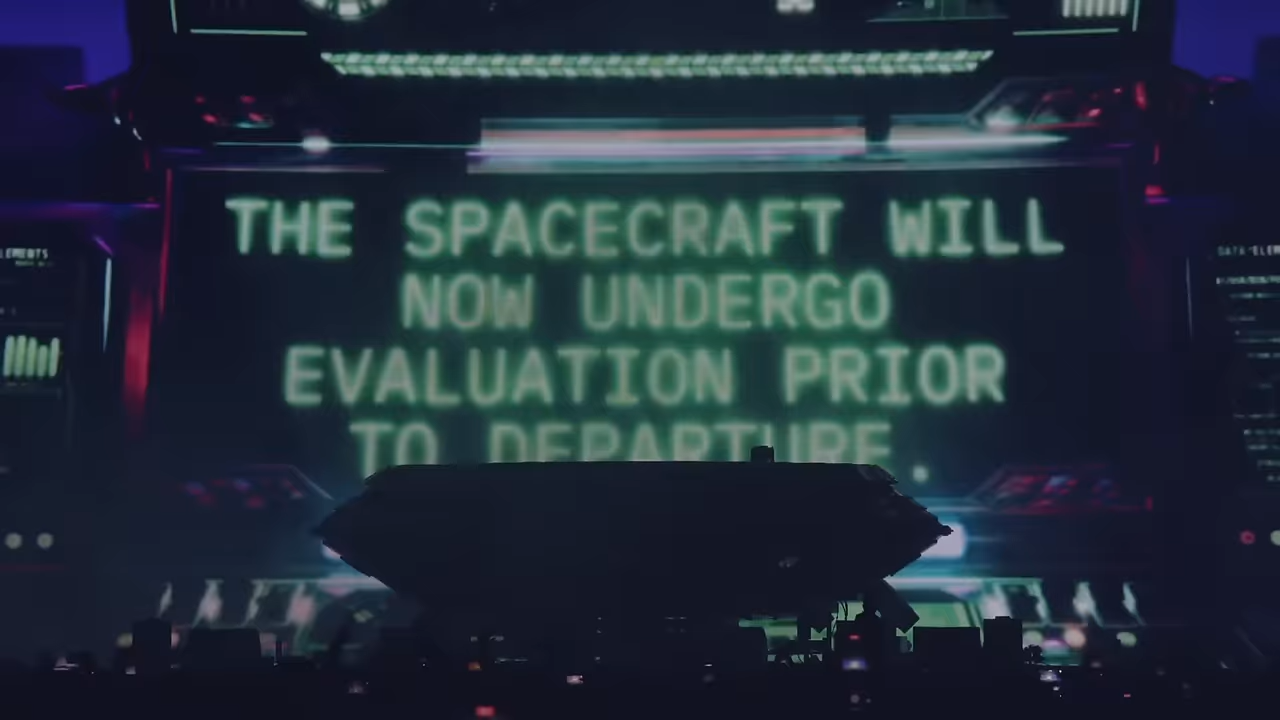 THE SPACECRAFT WILL
NOW UNDERGO
EVALUATION PRIOR
TO DEPARTURE.